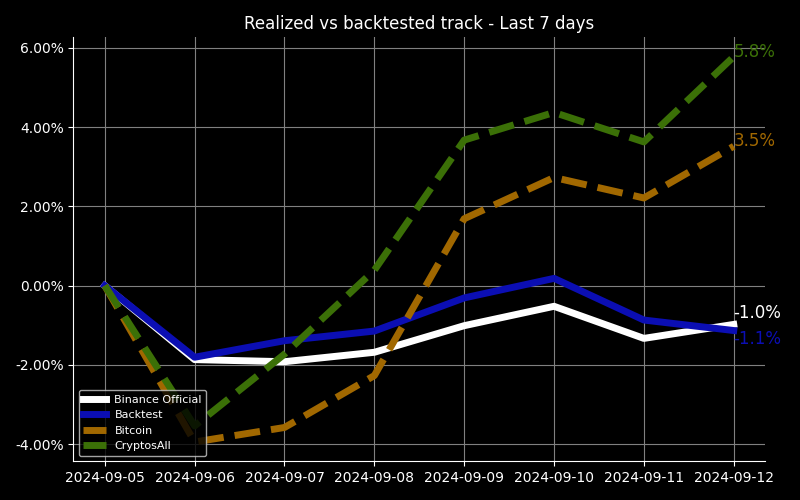 Realized vs backtested track - Last 7 days
6.00%
4.00%
2.00%
0.00%
-2.00%
-4.00%
5.8%
3.5%
-1.0%
-1.1%
Binance Official
Backtest
Bitcoin
CryptosAll
2024-09-05 2024-09-06 2024-09-07 2024-09-08 2024-09-09 2024-09-10 2024-09-11 2024-09-12